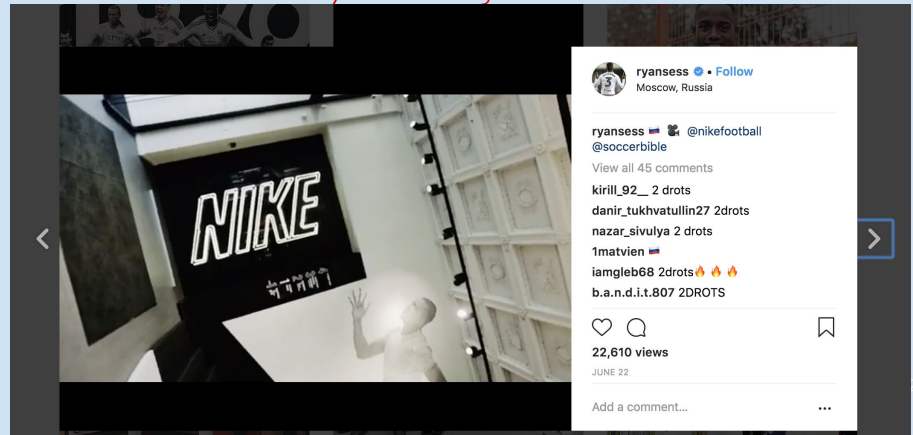 ryansess • Follow
Moscow, Russia
ryansess 🇷🇺 🎥 @nikefootball
@soccerbible
View all 45 comments
kirill_92__ 2 drots
danir_tukhvatullin27 2drots
nazar_sivulya 2 drots
1matvien 🇷🇺
iamgleb68 2drots🔥 🔥 🔥
b.a.n.d.i.t.807 2DROTS
22,610 views
JUNE 22
Add a comment...
NIKE